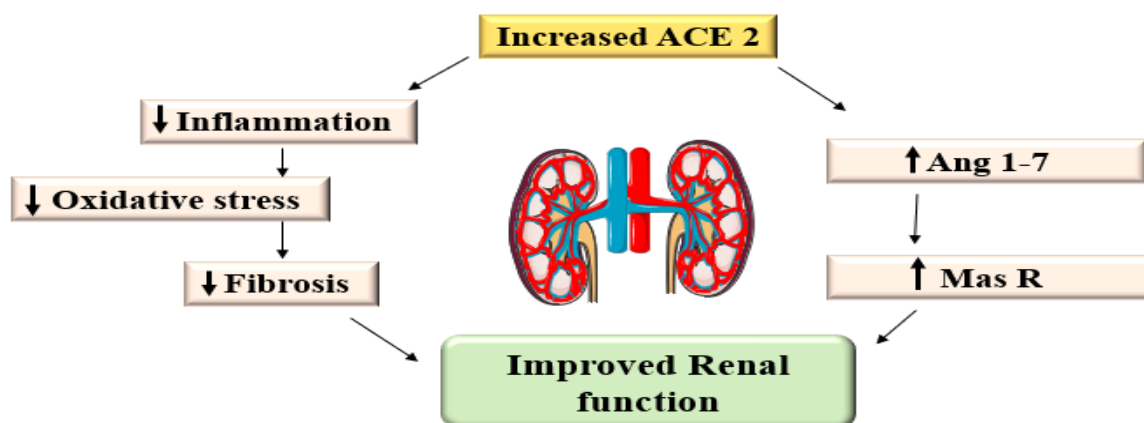 Increased ACE 2
↓ Inflammation
↑ Ang 1-7
↓ Oxidative stress
↓ Fibrosis
↑ Mas R
Improved Renal
function